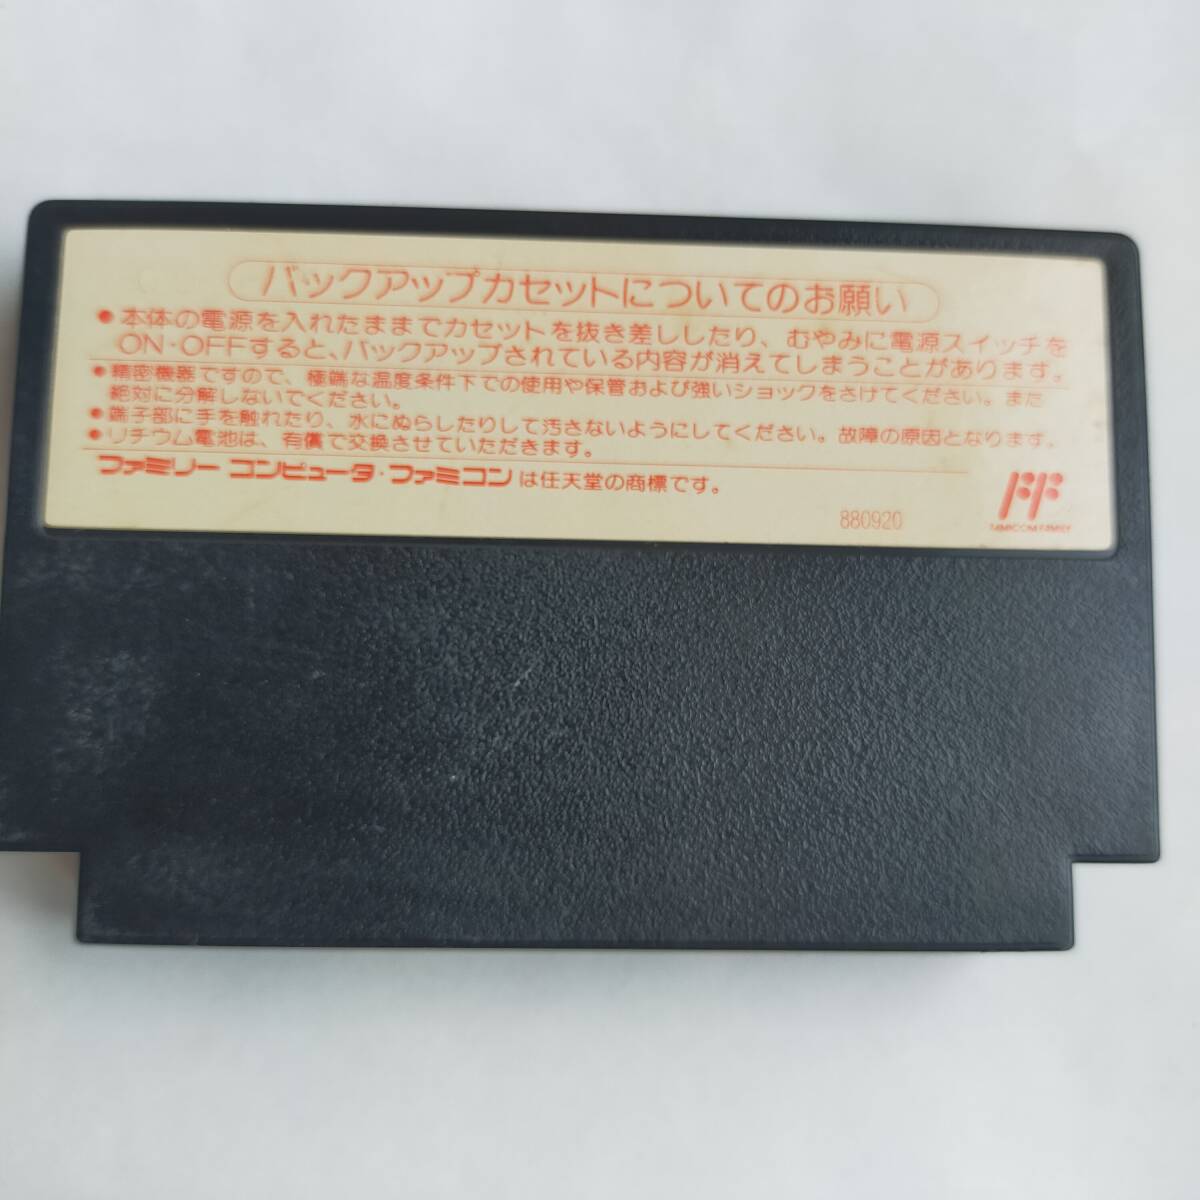 バックアップカセットについてのお願い
●本体の電源を入れたままでカセットを抜き差ししたり、むやみに電源スイッチを
ON・OFFすると、バックアップされている内容が消えてしまうことがあります。
●精密機器ですので、極端な温度条件下での使用や保管および強いショックをさけてください。また
絶対に分解しないでください。
●端子部に手を触れたり、水にぬらしたりして汚さないようにしてください。故障の原因となります。
●リチウム電池は、有償で交換させていただきます。
ファミリー コンピュータ・ファミコン は任天堂の商標です。
880920
FF
FAMICOM FAMILY